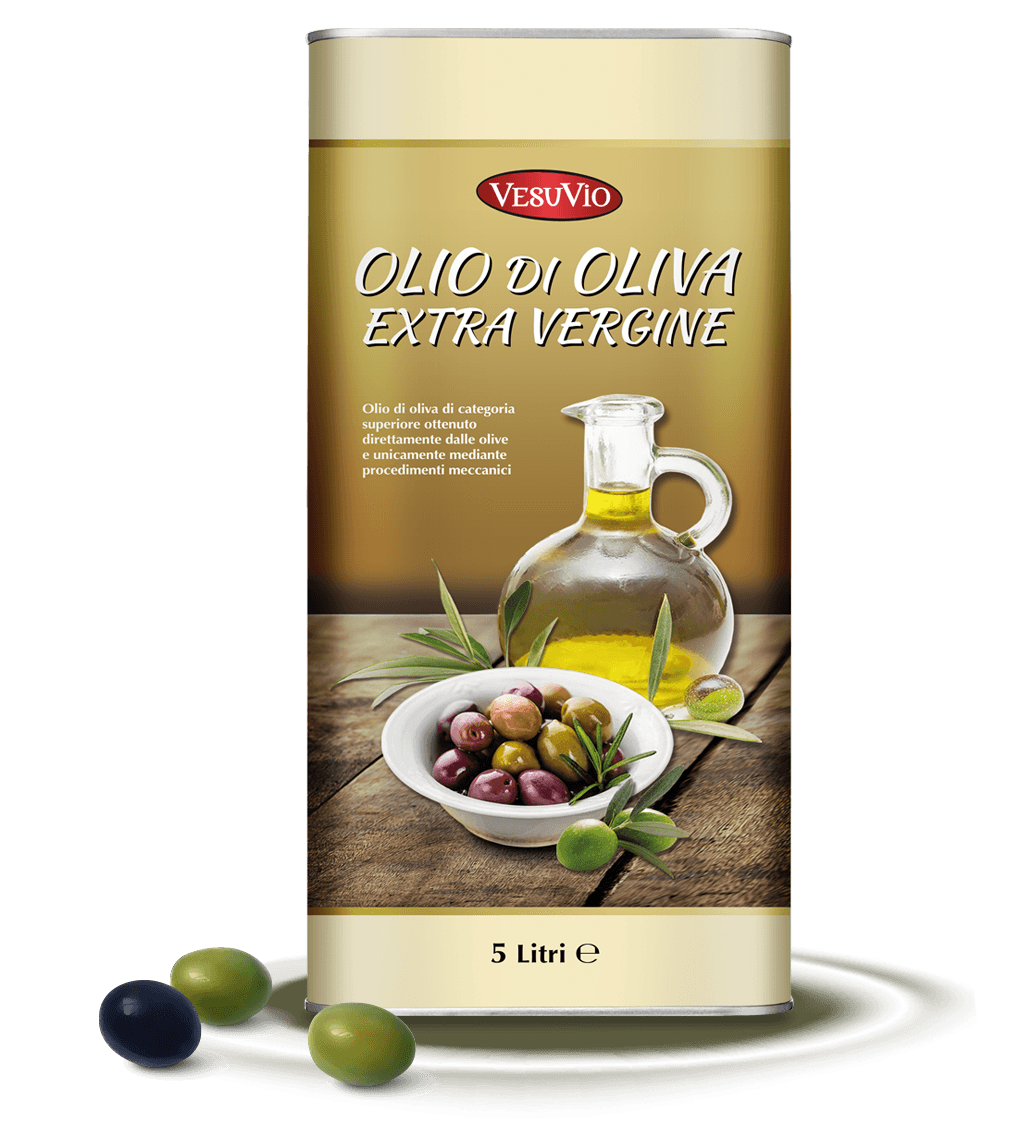 VESUVIO
OLIO DI OLIVA
EXTRA VERGINE
Olio di oliva di categoria
superiore ottenuto
direttamente dalle olive
e unicamente mediante
procedimenti meccanici
5 Litri ℮